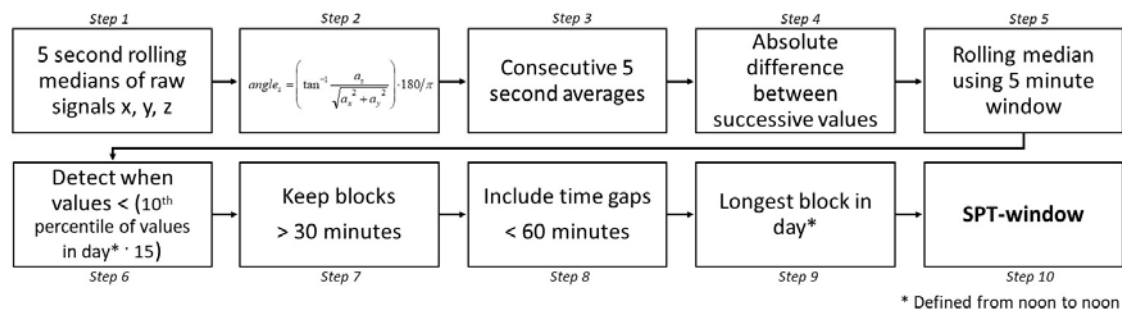 Step 1
Step 2
Step 3
Step 4
Step 5
5 second rolling
medians of raw
signals x, y, z
angle_z = (tan⁻¹ a_z / √(a_x² + a_y²)) · 180/π
Consecutive 5
second averages
Absolute
difference
between
successive values
Rolling median
using 5 minute
window
Detect when
values < (10th
percentile of values
in day* · 15)
Keep blocks
> 30 minutes
Include time gaps
< 60 minutes
Longest block in
day*
SPT-window
Step 6
Step 7
Step 8
Step 9
Step 10
* Defined from noon to noon